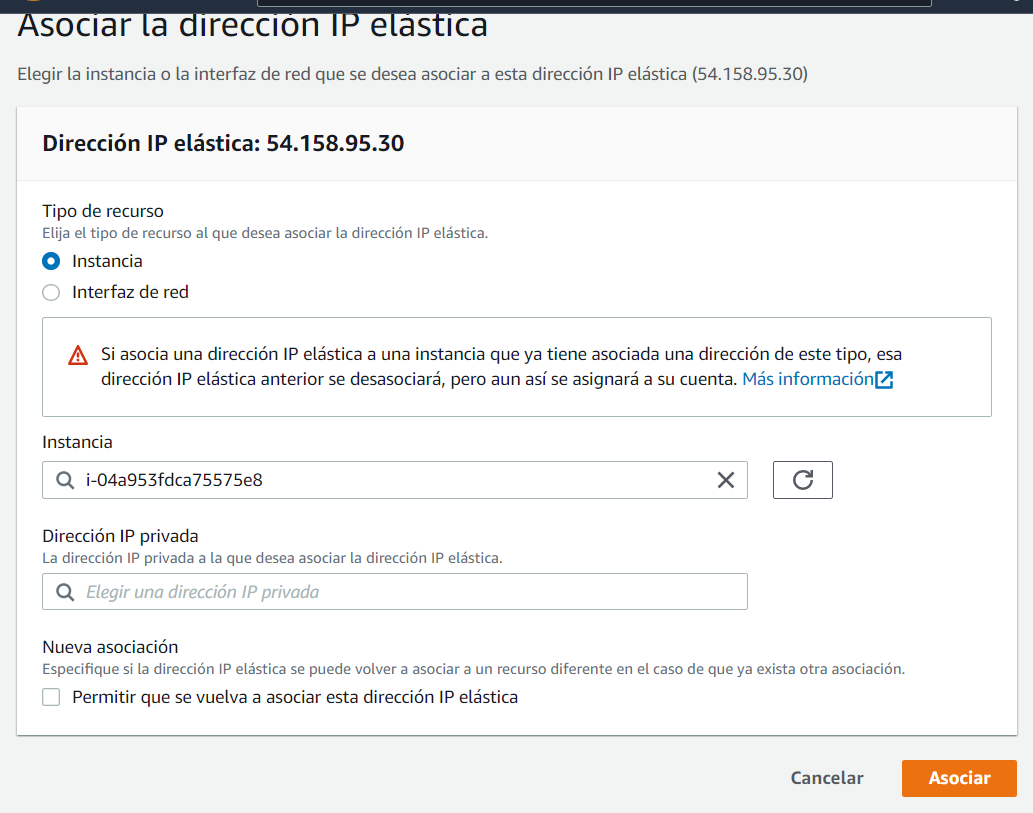 Asociar la dirección IP elástica
Elegir la instancia o la interfaz de red que se desea asociar a esta dirección IP elástica (54.158.95.30)
Dirección IP elástica: 54.158.95.30
Tipo de recurso
Elija el tipo de recurso al que desea asociar la dirección IP elástica.
Instancia
Interfaz de red
Si asocia una dirección IP elástica a una instancia que ya tiene asociada una dirección de este tipo, esa
dirección IP elástica anterior se desasociará, pero aun así se asignará a su cuenta. Más información
Instancia
i-04a953fdca75575e8
Dirección IP privada
La dirección IP privada a la que desea asociar la dirección IP elástica.
Elegir una dirección IP privada
Nueva asociación
Especifique si la dirección IP elástica se puede volver a asociar a un recurso diferente en el caso de que ya exista otra asociación.
Permitir que se vuelva a asociar esta dirección IP elástica
Cancelar
Asociar